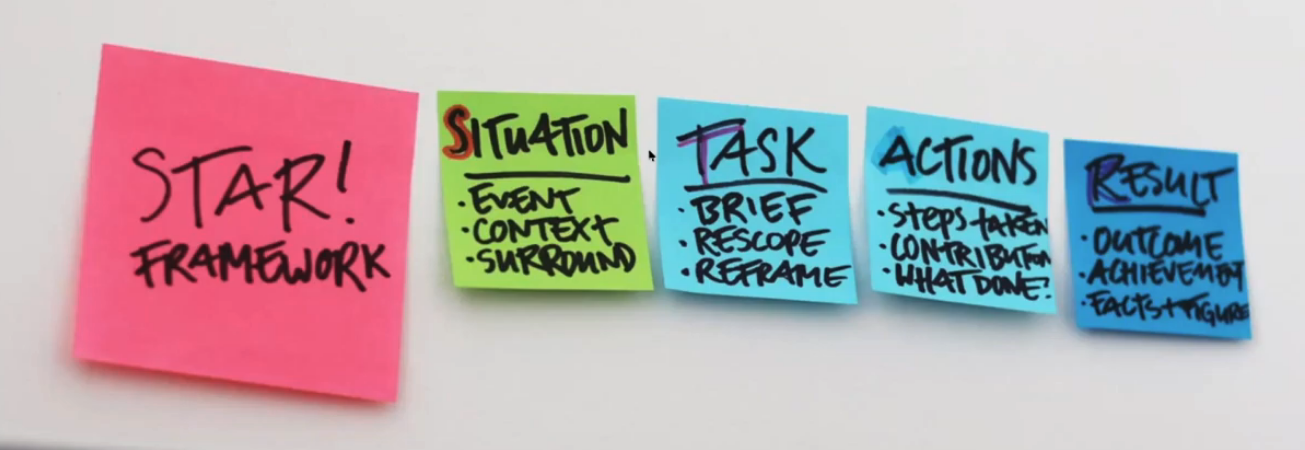 STAR!
FRAMEWORK
SITUATION
• EVENT
• CONTEXT
• SURROUND
TASK
• BRIEF
• RESCOPE
• REFRAME
ACTIONS
• STEPS TAKEN
• CONTRIBUTION
• WHAT DONE?
RESULT
• OUTCOME
• ACHIEVEMENT
• FACTS + FIGURE